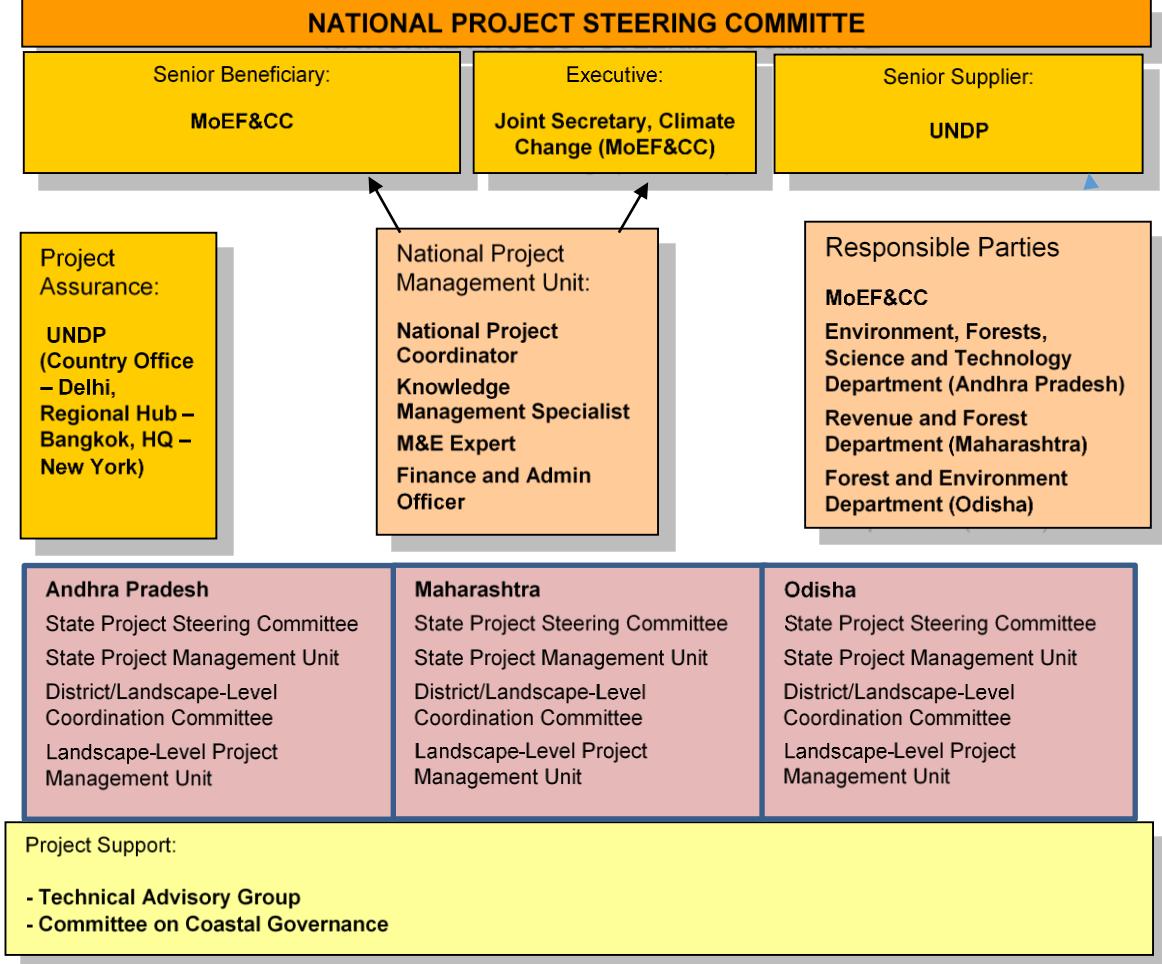 NATIONAL PROJECT STEERING COMMITTE
Senior Beneficiary:
MoEF&CC
Executive:
Joint Secretary, Climate
Change (MoEF&CC)
Senior Supplier:
UNDP
Project
Assurance:
UNDP
(Country Office
– Delhi,
Regional Hub –
Bangkok, HQ –
New York)
National Project
Management Unit:
National Project
Coordinator
Knowledge
Management Specialist
M&E Expert
Finance and Admin
Officer
Responsible Parties
MoEF&CC
Environment, Forests,
Science and Technology
Department (Andhra Pradesh)
Revenue and Forest
Department (Maharashtra)
Forest and Environment
Department (Odisha)
Andhra Pradesh
State Project Steering Committee
State Project Management Unit
District/Landscape-Level
Coordination Committee
Landscape-Level Project
Management Unit
Maharashtra
State Project Steering Committee
State Project Management Unit
District/Landscape-Level
Coordination Committee
Landscape-Level Project
Management Unit
Odisha
State Project Steering Committee
State Project Management Unit
District/Landscape-Level
Coordination Committee
Landscape-Level Project
Management Unit
Project Support:
- Technical Advisory Group
- Committee on Coastal Governance